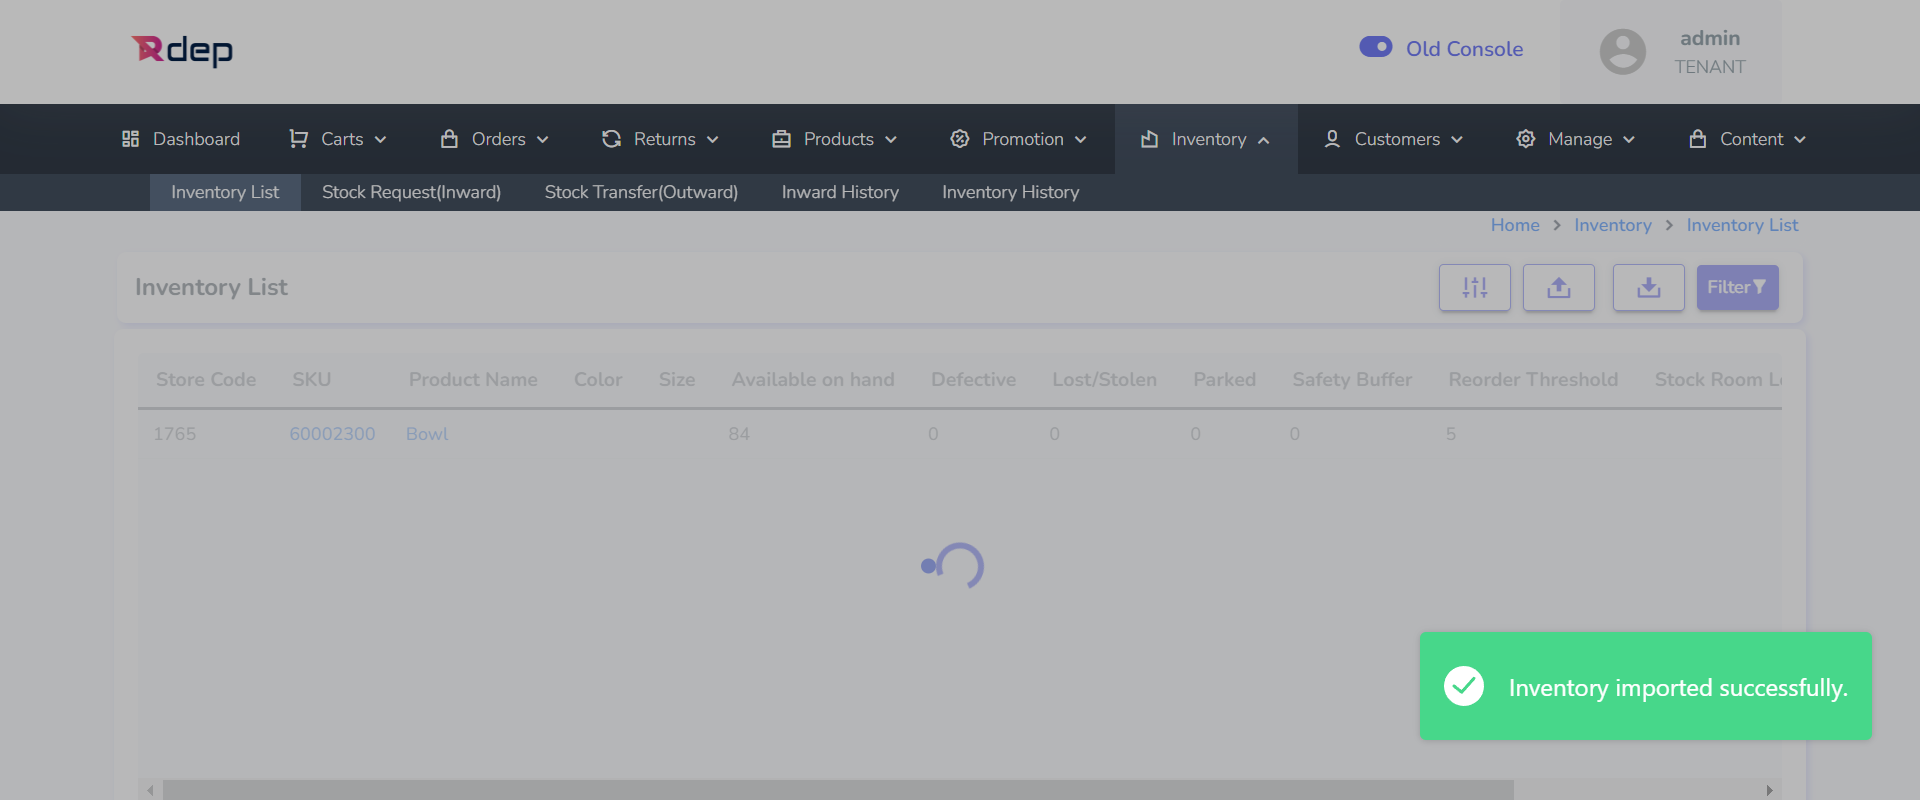 Rdep
Old Console
admin
TENANT
Dashboard Carts Orders Returns Products Promotion Inventory Customers Manage Content
Inventory List Stock Request(Inward) Stock Transfer(Outward) Inward History Inventory History
Home > Inventory > Inventory List
Inventory List Filter
Store Code SKU Product Name Color Size Available on hand Defective Lost/Stolen Parked Safety Buffer Reorder Threshold Stock Room
1765 60002300 Bowl 84 0 0 0 0 5
Inventory imported successfully.